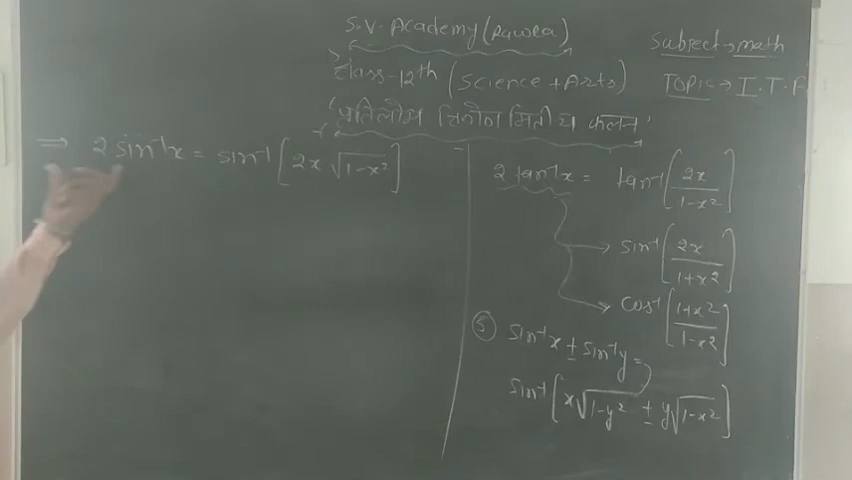 S.V. Academy (Rawra)
Subject → math
Class-12th (Science + Arts)
TOPIC → I.T.F
"प्रतिलोम त्रिकोणमितीय फलन"
⇒ 2 sin⁻¹x = sin⁻¹[2x √1-x²]
2 tan⁻¹x = tan⁻¹[2x/1-x²]
→ sin⁻¹[2x/1+x²]
→ cos⁻¹[1+x²/1-x²]
⑤ sin⁻¹x ± sin⁻¹y =
sin⁻¹[x√1-y² ± y√1-x²]